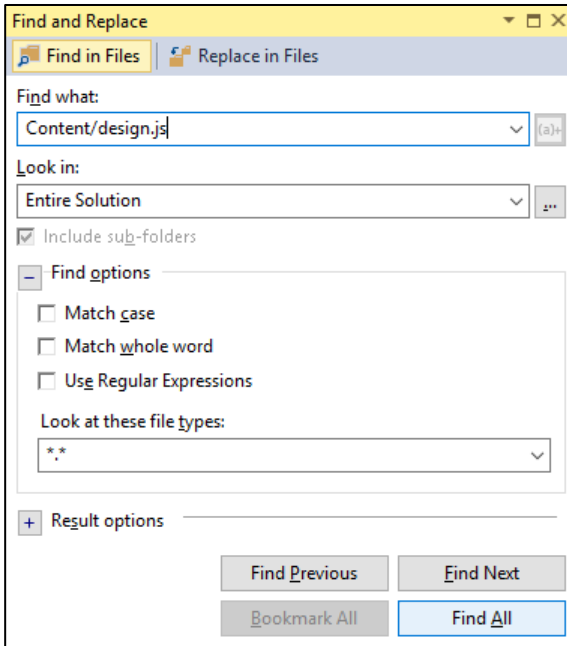 Find and Replace
Find in Files
Replace in Files
Find what:
Content/design.js
(a)+
Look in:
Entire Solution
...
Include sub-folders
− Find options
Match case
Match whole word
Use Regular Expressions
Look at these file types:
*.*
+ Result options
Find Previous
Find Next
Bookmark All
Find All